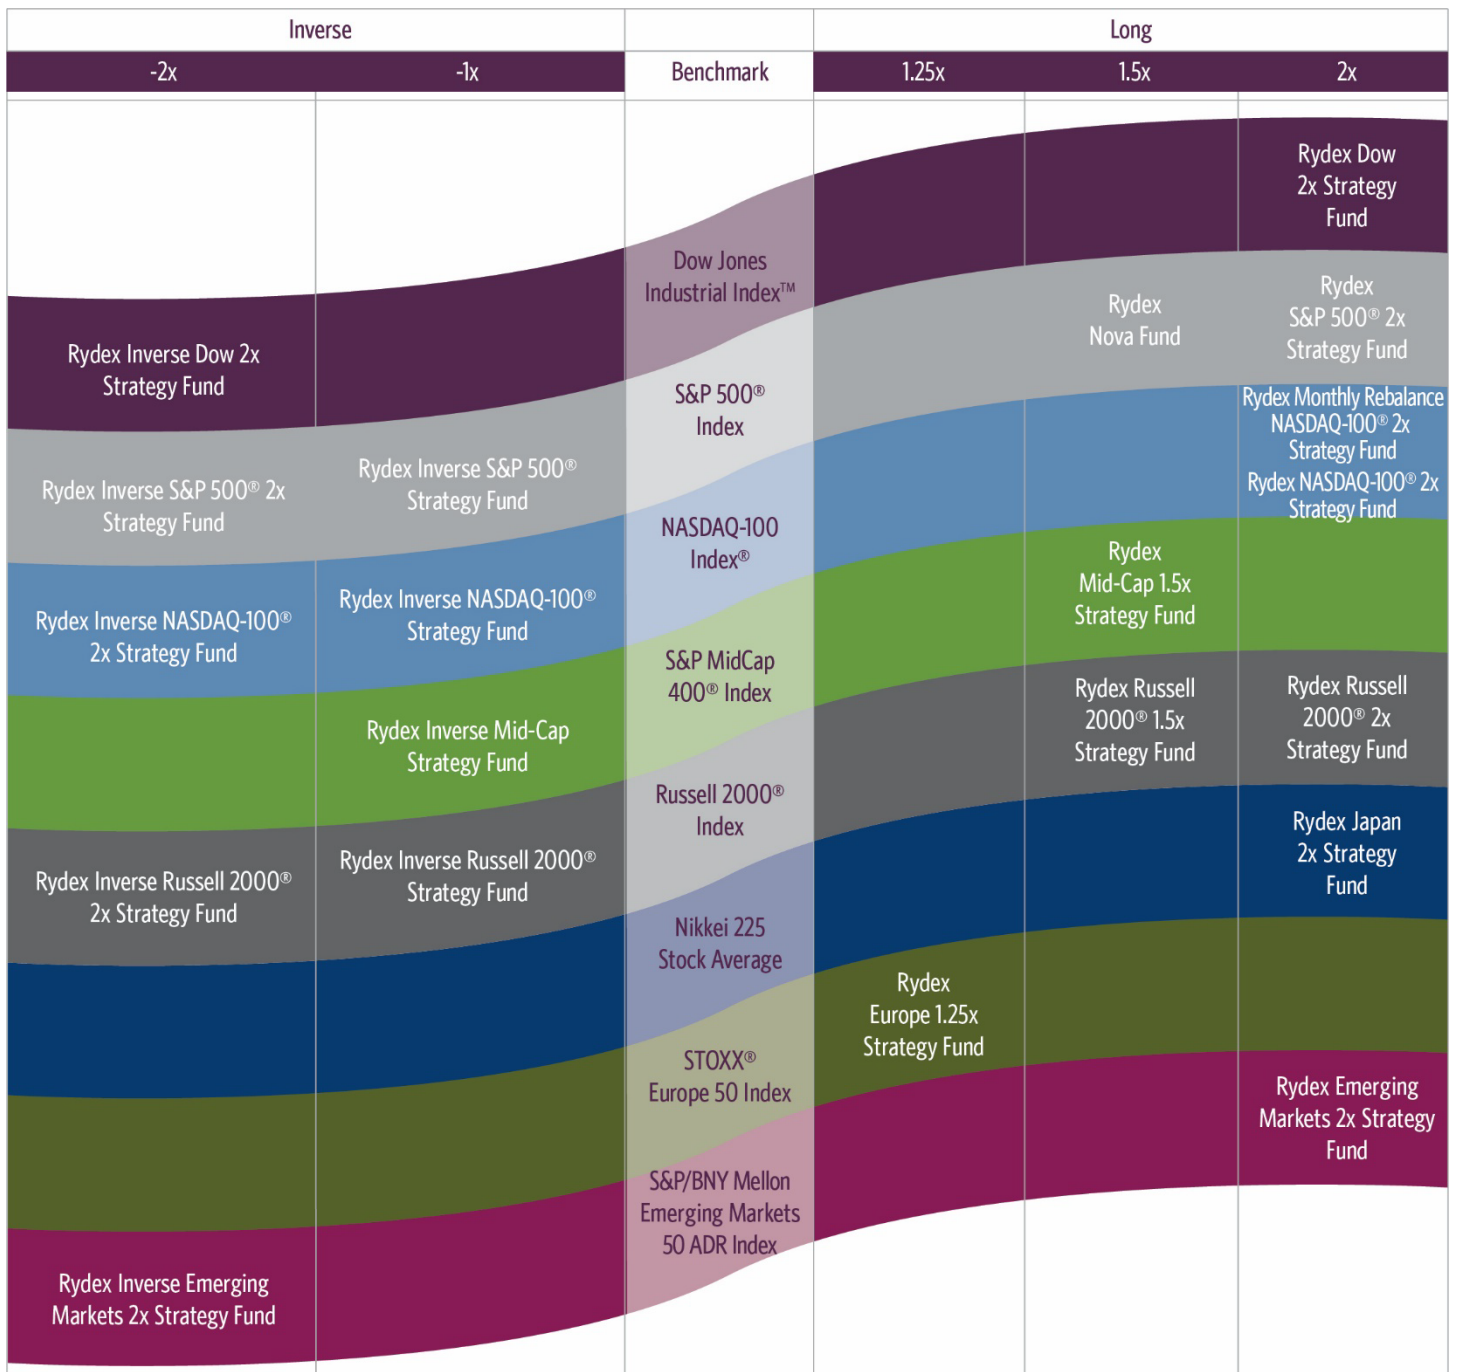 Inverse
Long
-2x
-1x
Benchmark
1.25x
1.5x
2x
Rydex Dow
2x Strategy
Fund
Dow Jones
Industrial Index™
Rydex Inverse Dow 2x
Strategy Fund
Rydex
Nova Fund
Rydex
S&P 500® 2x
Strategy Fund
S&P 500®
Index
Rydex Inverse S&P 500®
Strategy Fund
Rydex Inverse S&P 500® 2x
Strategy Fund
Rydex Monthly Rebalance
NASDAQ-100® 2x
Strategy Fund
Rydex NASDAQ-100® 2x
Strategy Fund
NASDAQ-100
Index®
Rydex Inverse NASDAQ-100®
Strategy Fund
Rydex Inverse NASDAQ-100®
2x Strategy Fund
Rydex
Mid-Cap 1.5x
Strategy Fund
S&P MidCap
400® Index
Rydex Inverse Mid-Cap
Strategy Fund
Rydex Russell
2000® 1.5x
Strategy Fund
Rydex Russell
2000® 2x
Strategy Fund
Russell 2000®
Index
Rydex Inverse Russell 2000®
Strategy Fund
Rydex Inverse Russell 2000®
2x Strategy Fund
Rydex Japan
2x Strategy
Fund
Nikkei 225
Stock Average
Rydex
Europe 1.25x
Strategy Fund
STOXX®
Europe 50 Index
Rydex Emerging
Markets 2x Strategy
Fund
S&P/BNY Mellon
Emerging Markets
50 ADR Index
Rydex Inverse Emerging
Markets 2x Strategy Fund